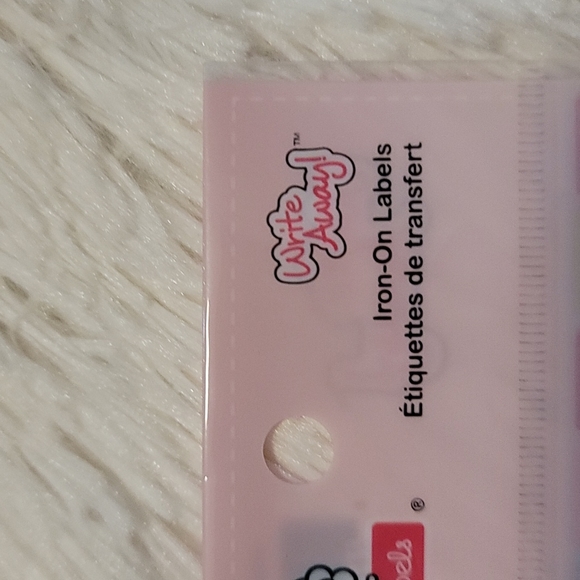 Write
Away!™
Iron-On Labels
Étiquettes de transfert
®